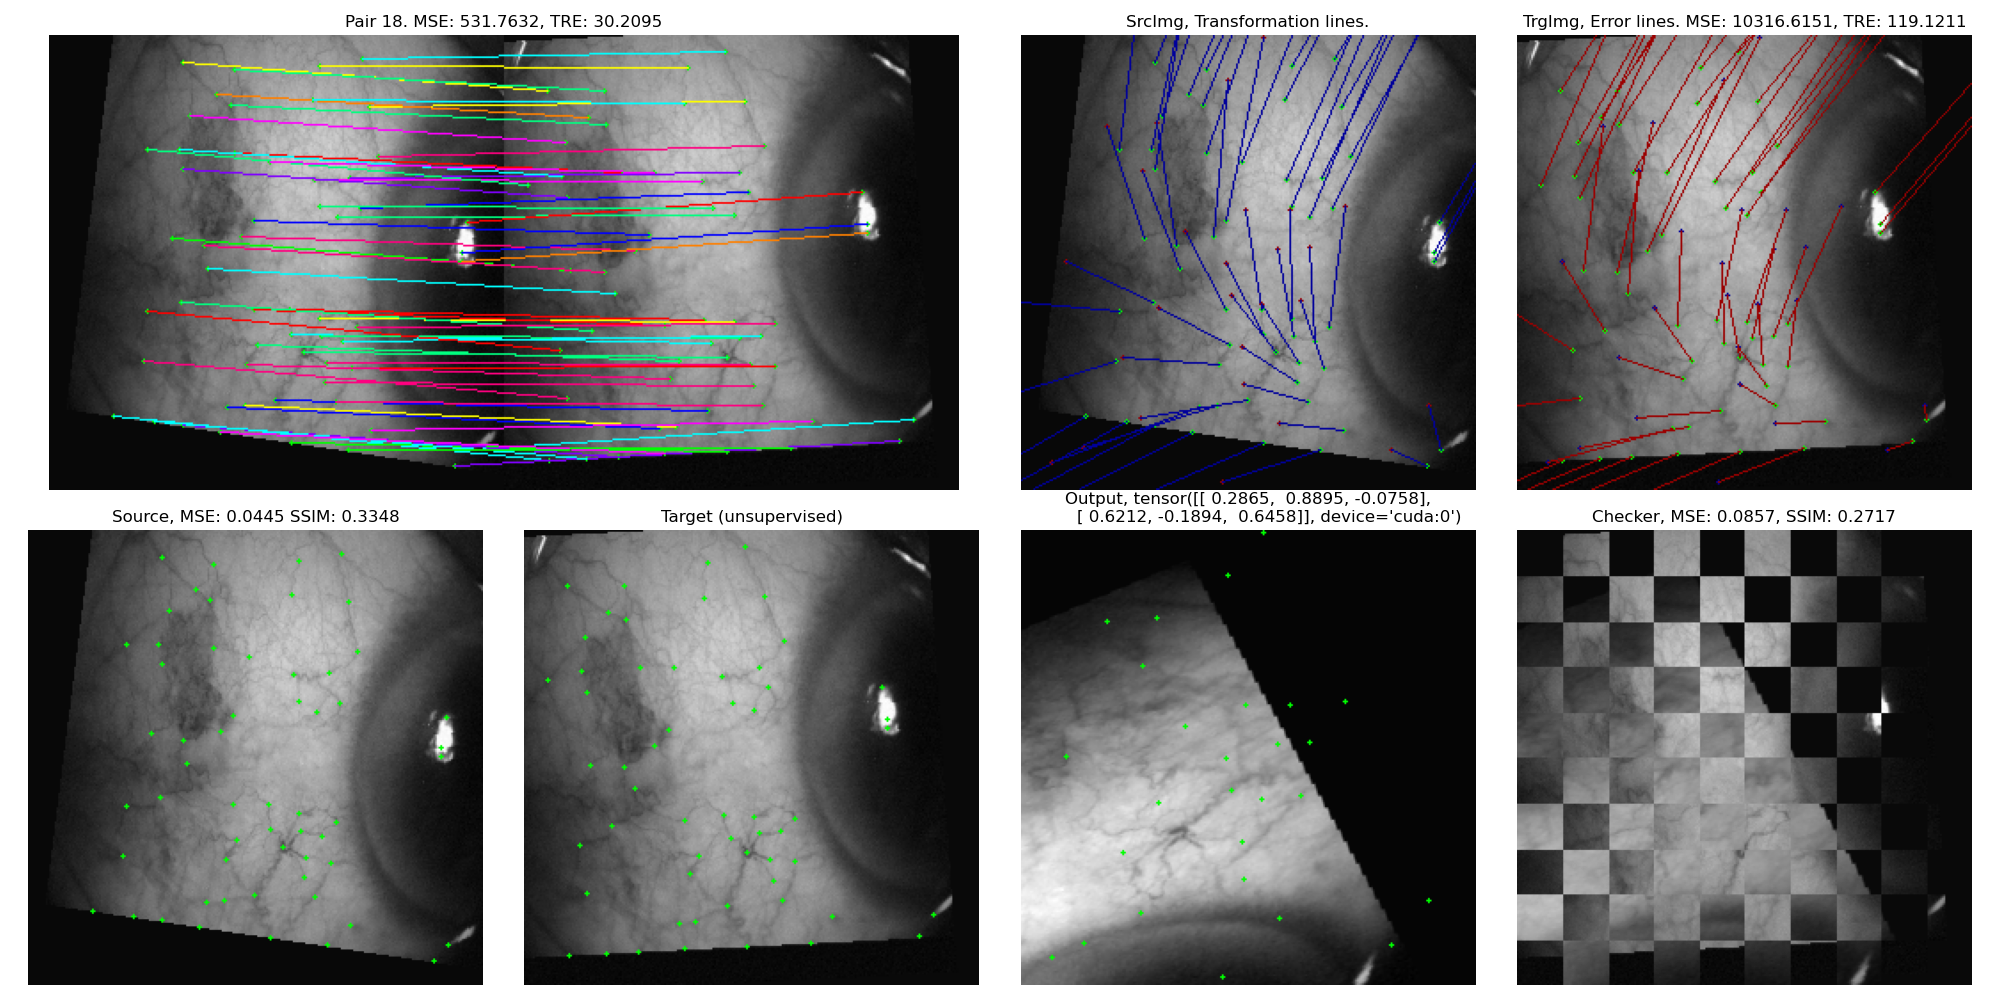 Pair 18. MSE: 531.7632, TRE: 30.2095
SrcImg, Transformation lines.
TrgImg, Error lines. MSE: 10316.6151, TRE: 119.1211
Source, MSE: 0.0445 SSIM: 0.3348
Target (unsupervised)
Output, tensor([[ 0.2865,  0.8895, -0.0758],
[ 0.6212, -0.1894,  0.6458]], device='cuda:0')
Checker, MSE: 0.0857, SSIM: 0.2717